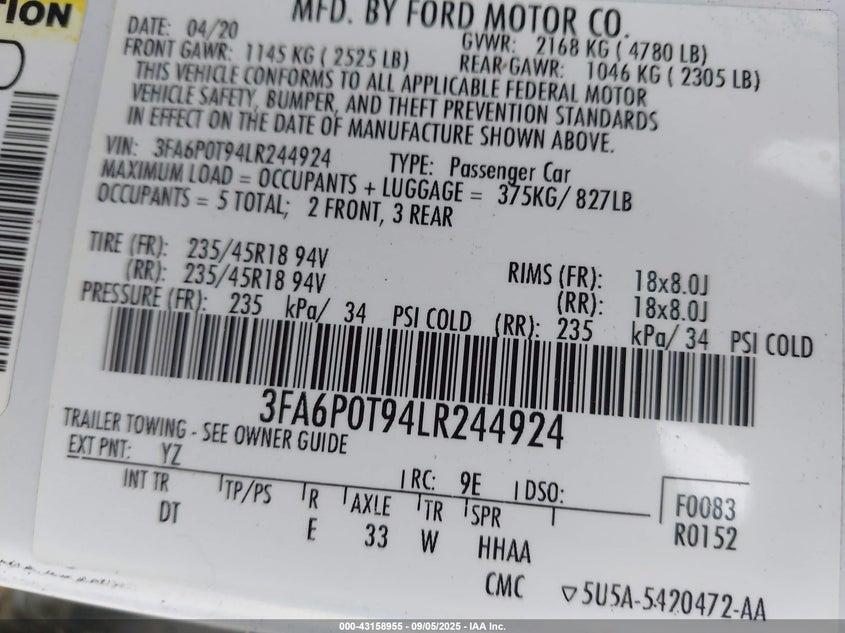 TION
MFD. BY FORD MOTOR CO.
DATE: 04/20 GVWR: 2168 KG ( 4780 LB)
FRONT GAWR: 1145 KG ( 2525 LB) REAR GAWR: 1046 KG ( 2305 LB)
THIS VEHICLE CONFORMS TO ALL APPLICABLE FEDERAL MOTOR
VEHICLE SAFETY, BUMPER, AND THEFT PREVENTION STANDARDS
IN EFFECT ON THE DATE OF MANUFACTURE SHOWN ABOVE.
VIN: 3FA6P0T94LR244924 TYPE: Passenger Car
MAXIMUM LOAD = OCCUPANTS + LUGGAGE = 375KG/ 827LB
OCCUPANTS = 5 TOTAL; 2 FRONT, 3 REAR
TIRE (FR): 235/45R18 94V RIMS (FR): 18x8.0J
(RR): 235/45R18 94V (RR): 18x8.0J
PRESSURE (FR): 235 kPa/ 34 PSI COLD (RR): 235 kPa/ 34 PSI COLD
3FA6P0T94LR244924
TRAILER TOWING - SEE OWNER GUIDE
EXT PNT: YZ RC: 9E DSO:
INT TR TP/PS R AXLE TR SPR F0083
DT E 33 W HHAA R0152
CMC 5U5A-5420472-AA
000-43158955 - 09/05/2025 - IAA Inc.